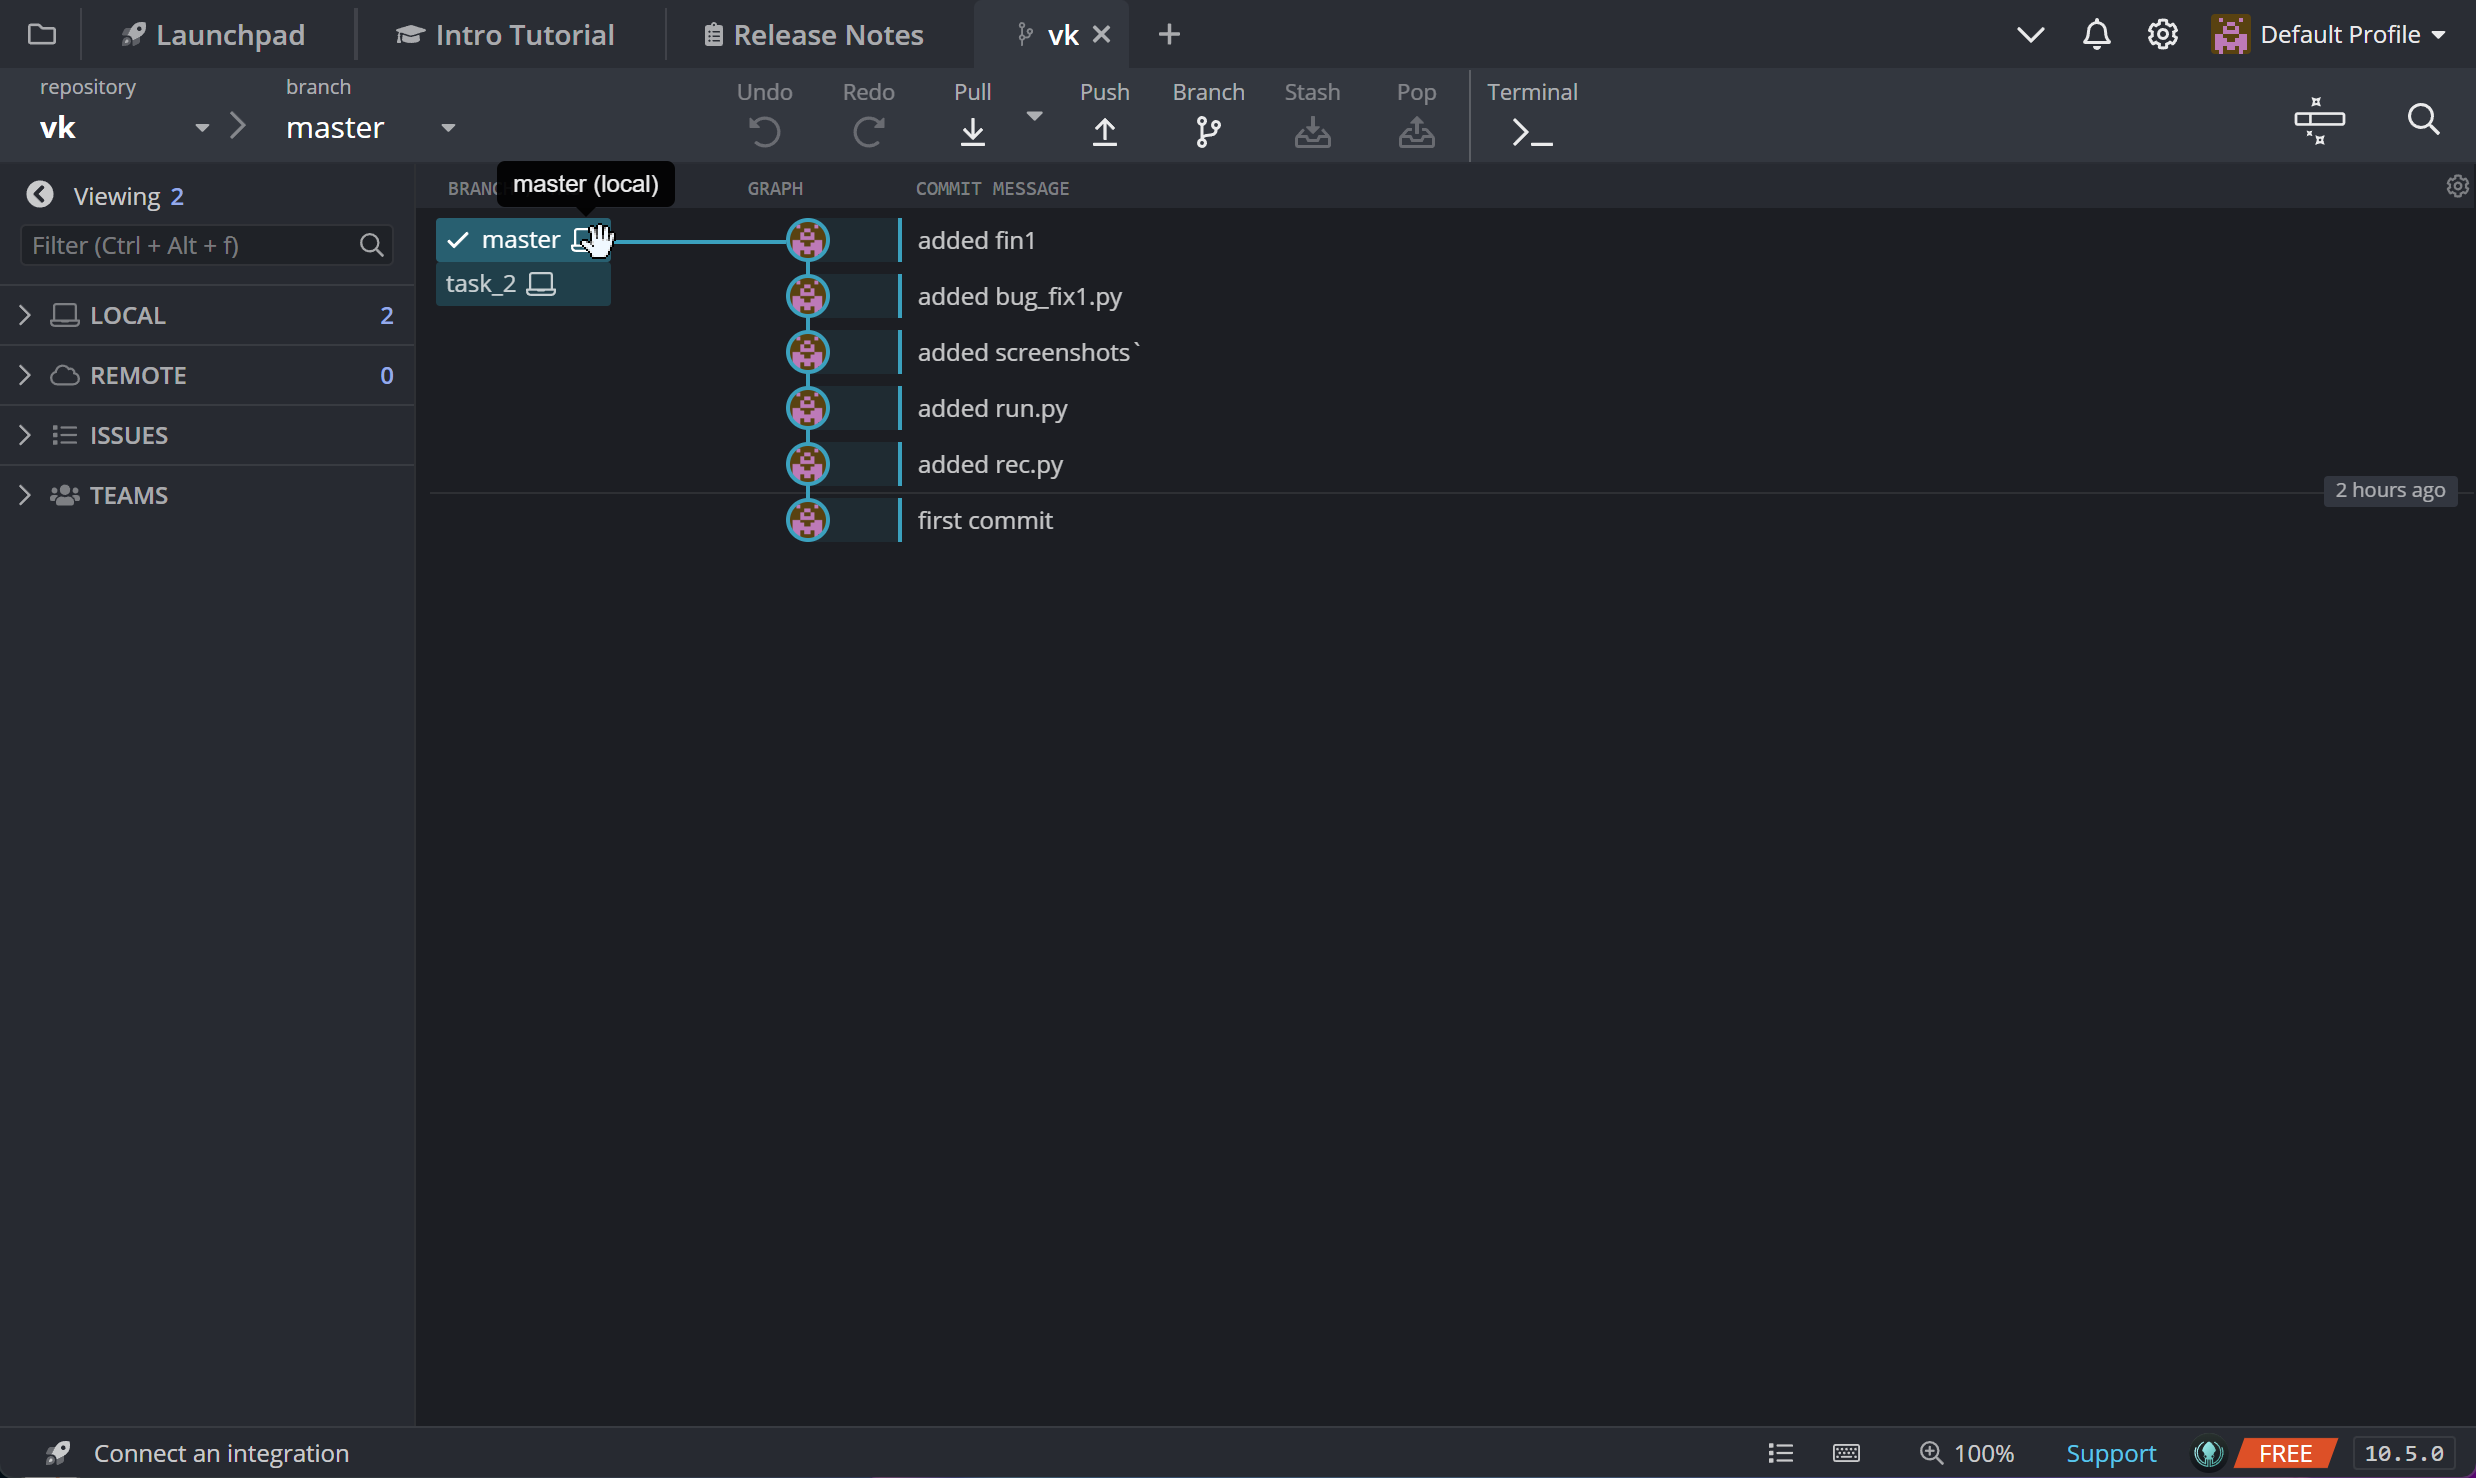 Launchpad
Intro Tutorial
Release Notes
vk
Default Profile
repository
vk
branch
master
Undo
Redo
Pull
Push
Branch
Stash
Pop
Terminal
Viewing 2
Filter (Ctrl + Alt + f)
LOCAL 2
REMOTE 0
ISSUES
TEAMS
master (local)
GRAPH
COMMIT MESSAGE
master
task_2
added fin1
added bug_fix1.py
added screenshots`
added run.py
added rec.py
2 hours ago
first commit
Connect an integration
100%
Support
FREE
10.5.0